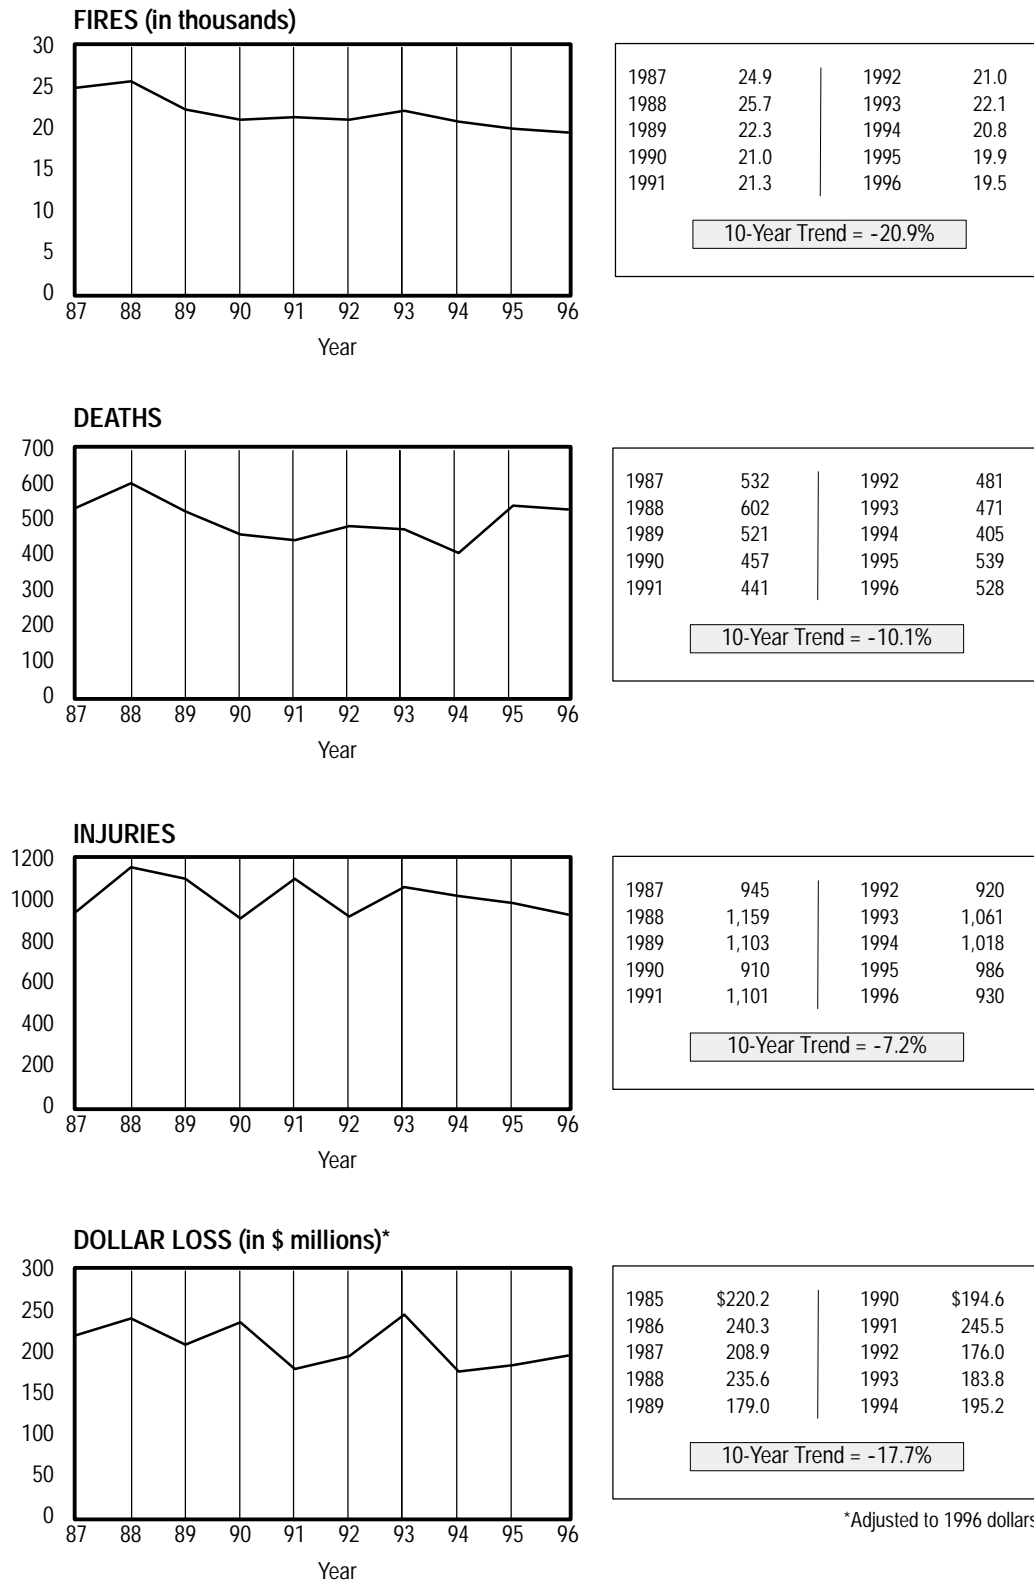 FIRES (in thousands)
30
25
20
15
10
5
0
87 88 89 90 91 92 93 94 95 96
Year
1987 24.9 1992 21.0
1988 25.7 1993 22.1
1989 22.3 1994 20.8
1990 21.0 1995 19.9
1991 21.3 1996 19.5
10-Year Trend = -20.9%
DEATHS
700
600
500
400
300
200
100
0
87 88 89 90 91 92 93 94 95 96
Year
1987 532 1992 481
1988 602 1993 471
1989 521 1994 405
1990 457 1995 539
1991 441 1996 528
10-Year Trend = -10.1%
INJURIES
1200
1000
800
600
400
200
0
87 88 89 90 91 92 93 94 95 96
Year
1987 945 1992 920
1988 1,159 1993 1,061
1989 1,103 1994 1,018
1990 910 1995 986
1991 1,101 1996 930
10-Year Trend = -7.2%
DOLLAR LOSS (in $ millions)*
300
250
200
150
100
50
0
87 88 89 90 91 92 93 94 95 96
Year
1985 $220.2 1990 $194.6
1986 240.3 1991 245.5
1987 208.9 1992 176.0
1988 235.6 1993 183.8
1989 179.0 1994 195.2
10-Year Trend = -17.7%
*Adjusted to 1996 dollars